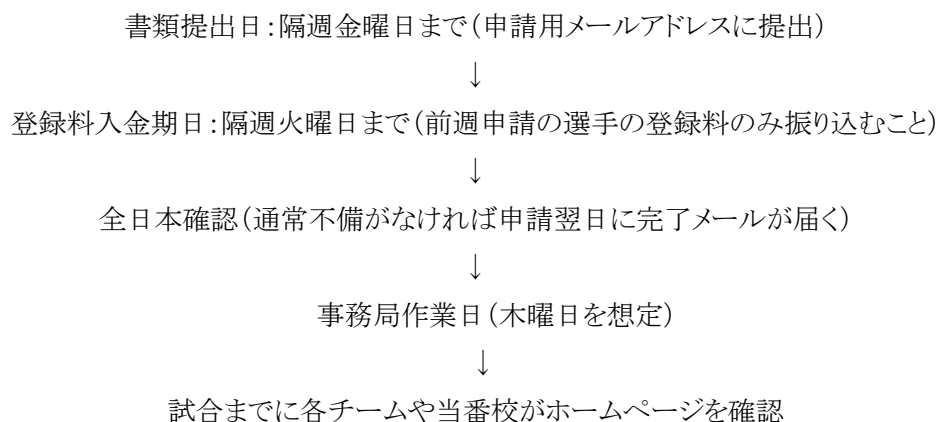 書類提出日：隔週金曜日まで（申請用メールアドレスに提出）
↓
登録料入金期日：隔週火曜日まで（前週申請の選手の登録料のみ振り込むこと）
↓
全日本確認（通常不備がなければ申請翌日に完了メールが届く）
↓
事務局作業日（木曜日を想定）
↓
試合までに各チームや当番校がホームページを確認